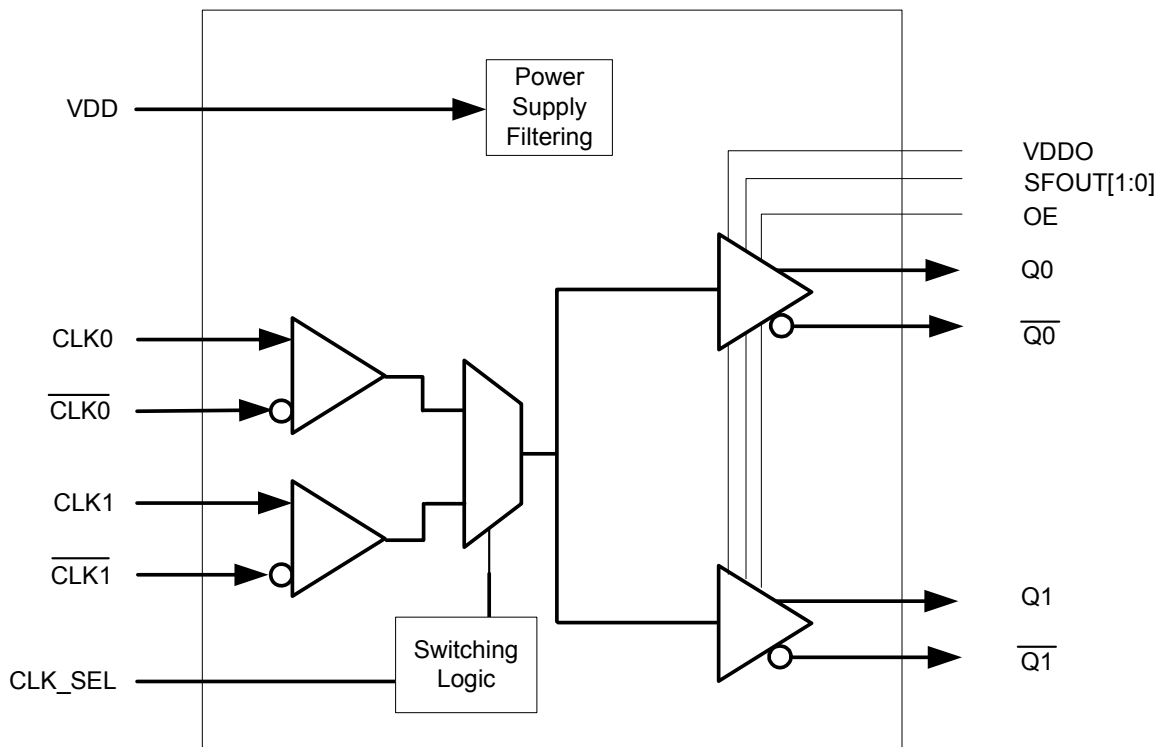 Power
Supply
Filtering
VDD
VDDO
SFOUT[1:0]
OE
Q0
Q0
CLK0
CLK0
CLK1
CLK1
Q1
Q1
Switching
Logic
CLK_SEL